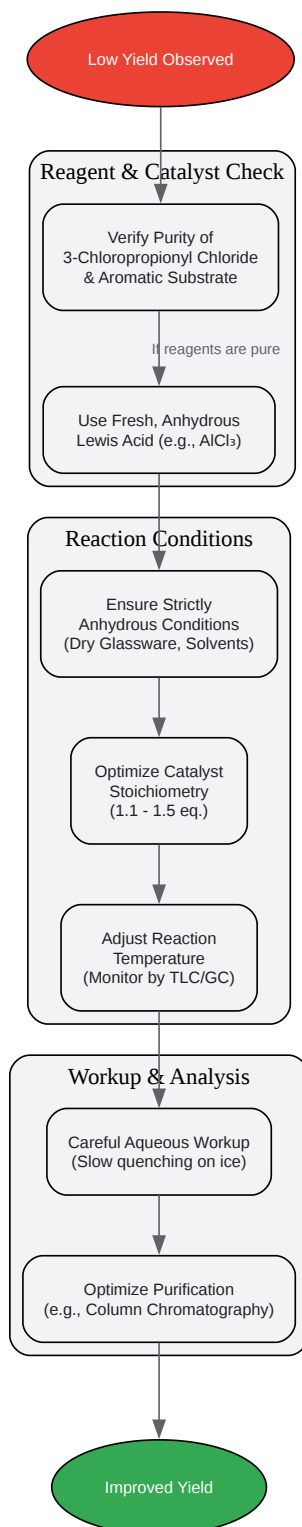 Low Yield Observed
Reagent & Catalyst Check
Verify Purity of
3-Chloropropionyl Chloride
& Aromatic Substrate
If reagents are pure
Use Fresh, Anhydrous
Lewis Acid (e.g., AlCl₃)
Reaction Conditions
Ensure Strictly
Anhydrous Conditions
(Dry Glassware, Solvents)
Optimize Catalyst
Stoichiometry
(1.1 - 1.5 eq.)
Adjust Reaction
Temperature
(Monitor by TLC/GC)
Workup & Analysis
Careful Aqueous Workup
(Slow quenching on ice)
Optimize Purification
(e.g., Column Chromatography)
Improved Yield